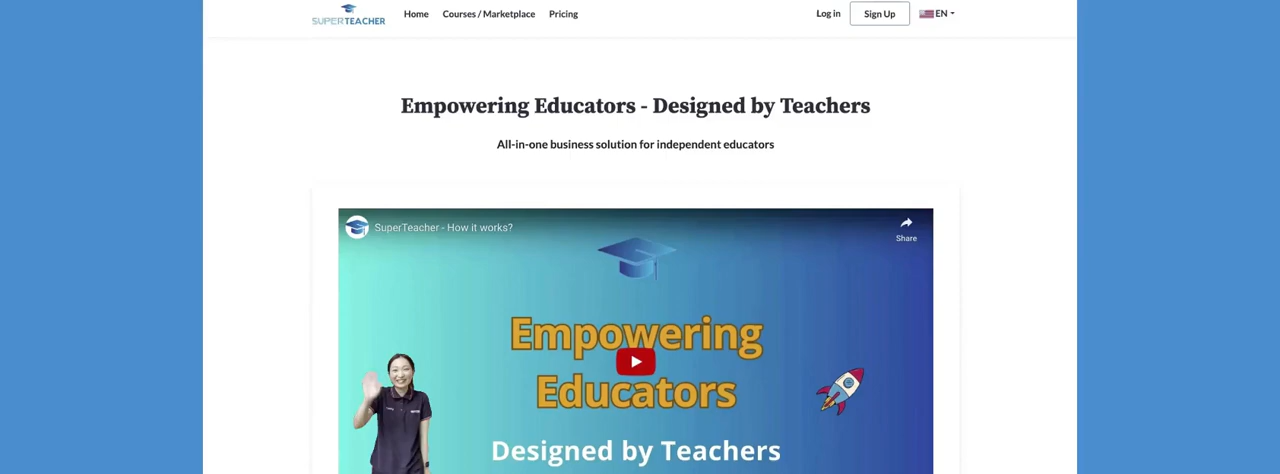 SUPERTEACHER
Home Courses / Marketplace Pricing
Log in Sign Up EN
Empowering Educators - Designed by Teachers
All-in-one business solution for independent educators
SuperTeacher - How it works?
Share
Empowering
Educators
Designed by Teachers